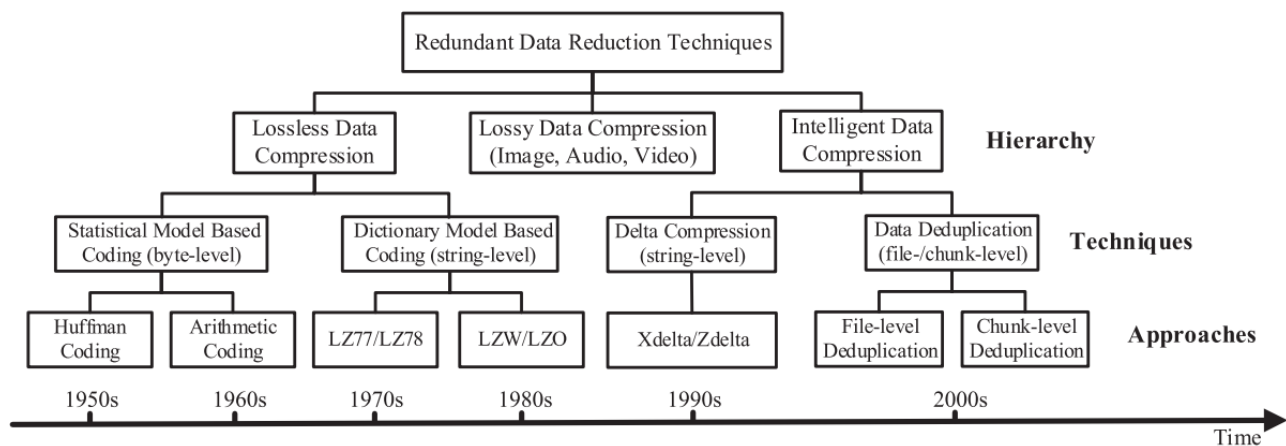 Redundant Data Reduction Techniques
Lossless Data
Compression
Lossy Data Compression
(Image, Audio, Video)
Intelligent Data
Compression
Hierarchy
Statistical Model Based
Coding (byte-level)
Dictionary Model Based
Coding (string-level)
Delta Compression
(string-level)
Data Deduplication
(file-/chunk-level)
Techniques
Huffman
Coding
Arithmetic
Coding
LZ77/LZ78
LZW/LZO
Xdelta/Zdelta
File-level
Deduplication
Chunk-level
Deduplication
Approaches
1950s
1960s
1970s
1980s
1990s
2000s
Time